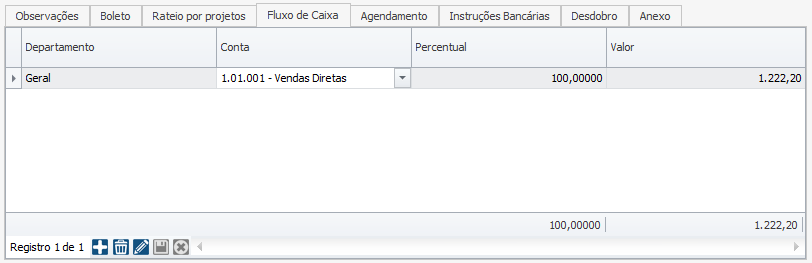 Observações Boleto Rateio por projetos Fluxo de Caixa Agendamento Instruções Bancárias Desdobro Anexo
Departamento Conta Percentual Valor
Geral 1.01.001 - Vendas Diretas 100,00000 1.222,20
100,00000 1.222,20
Registro 1 de 1